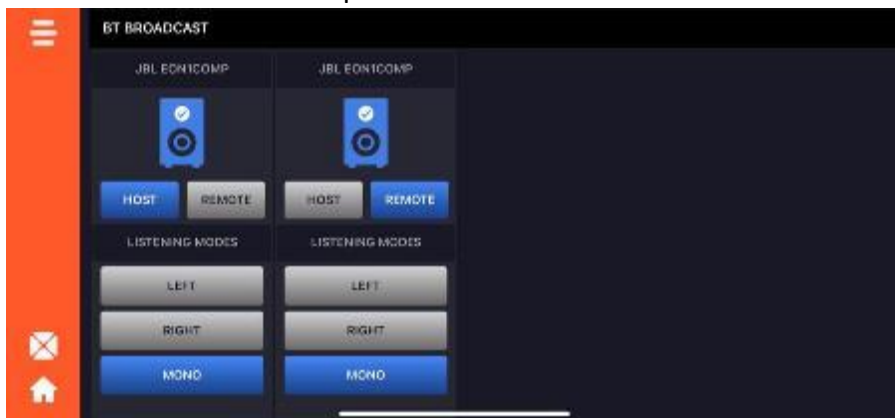 BT BROADCAST
JBL EON1COMP JBL EON1COMP
HOST REMOTE HOST REMOTE
LISTENING MODES LISTENING MODES
LEFT LEFT
RIGHT RIGHT
MONO MONO